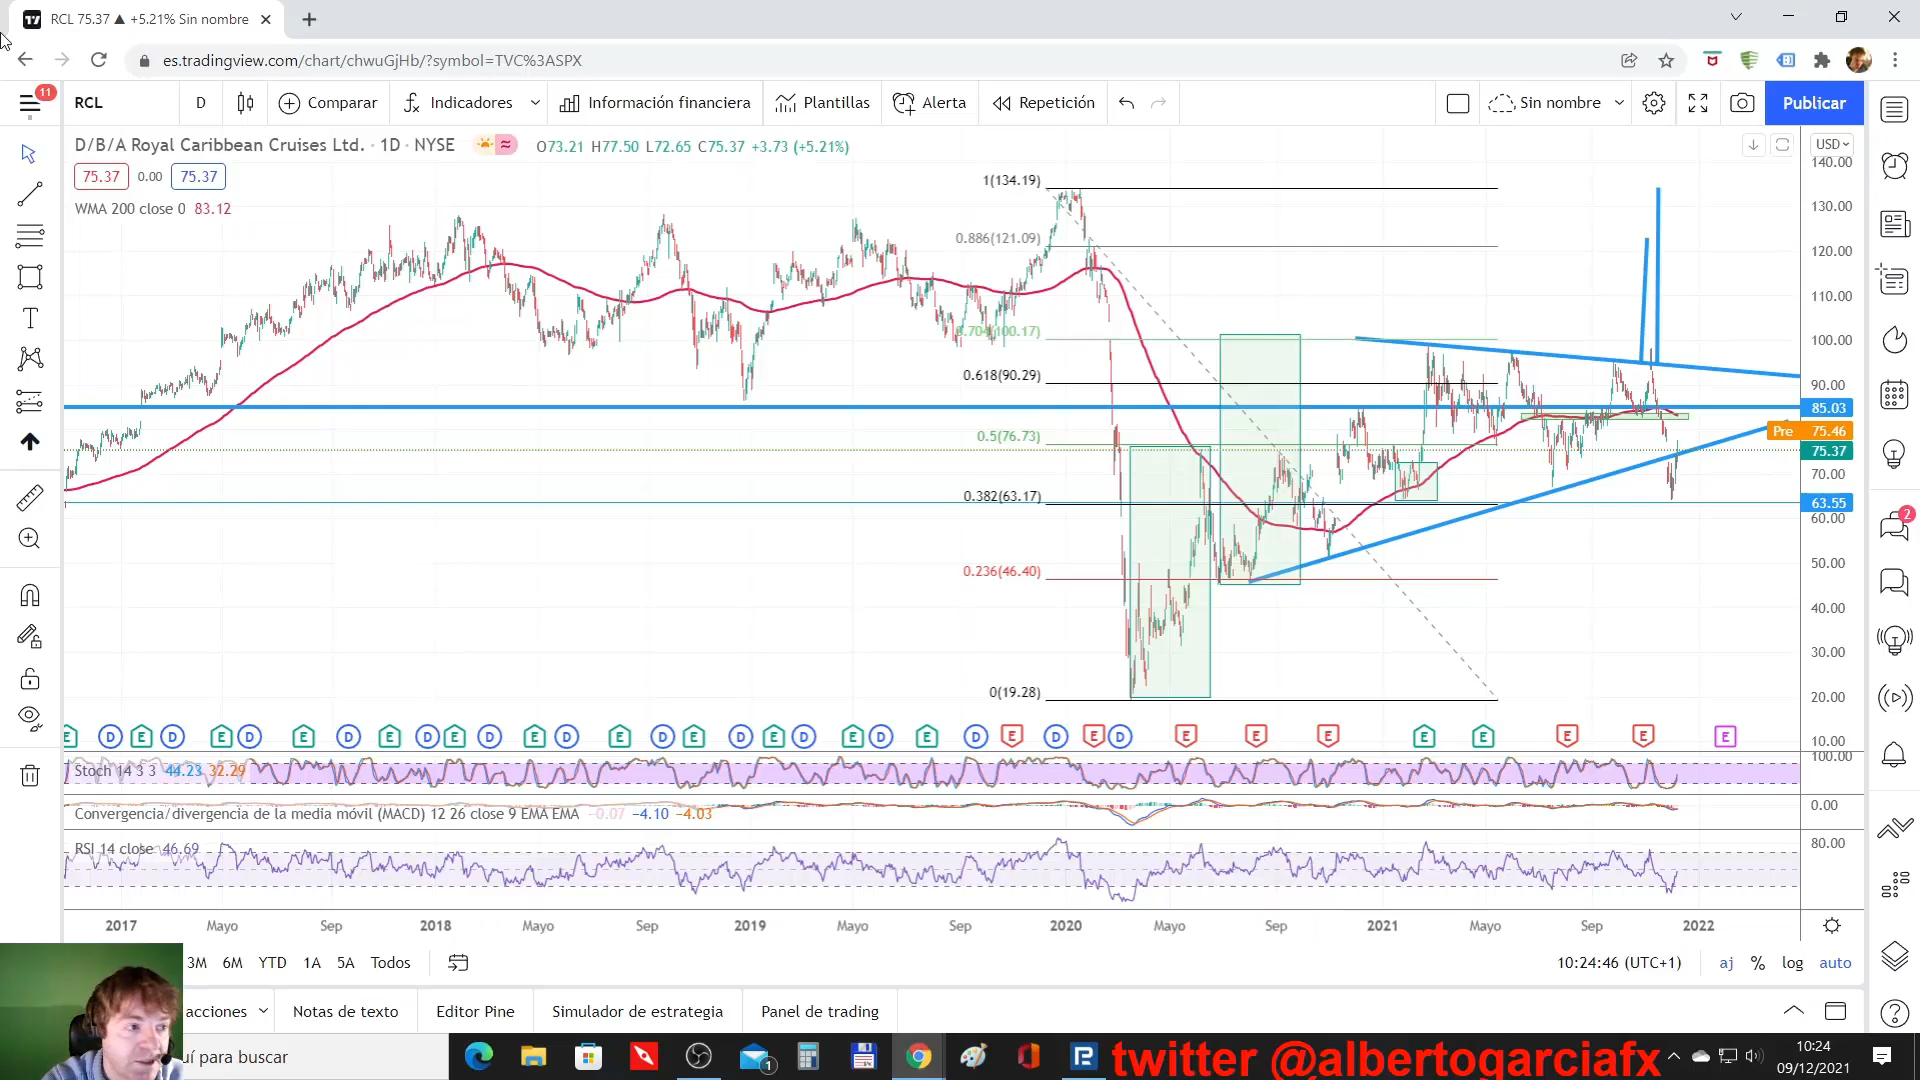 RCL 75.37 ▲ +5.21% Sin nombre
es.tradingview.com/chart/chwuGjHb/?symbol=TVC%3ASPX
11
RCL
D
Comparar
Indicadores
Información financiera
Plantillas
Alerta
Repetición
Sin nombre
Publicar
D/B/A Royal Caribbean Cruises Ltd. · 1D · NYSE
O73.21 H77.50 L72.65 C75.37 +3.73 (+5.21%)
USD
75.37
0.00
75.37
WMA 200 close 0 83.12
1(134.19)
0.886(121.09)
0.704(100.17)
0.618(90.29)
0.5(76.73)
0.382(63.17)
0.236(46.40)
0(19.28)
140.00
130.00
120.00
110.00
100.00
90.00
85.03
Pre 75.46
75.37
70.00
63.55
60.00
50.00
40.00
30.00
20.00
10.00
2
E D E D E D E D E D E D E D E D E D E D E D E D E D E D E D E E E E E E E E
100.00
Stoch 14 3 3 44.23 32.29
0.00
Convergencia/divergencia de la media móvil (MACD) 12 26 close 9 EMA EMA −0.07 −4.10 −4.03
80.00
RSI 14 close 46.69
2017 Mayo Sep 2018 Mayo Sep 2019 Mayo Sep 2020 Mayo Sep 2021 Mayo Sep 2022
3M 6M YTD 1A 5A Todos
10:24:46 (UTC+1)
aj % log auto
acciones
Notas de texto
Editor Pine
Simulador de estrategia
Panel de trading
uí para buscar
1
twitter @albertogarciafx
10:24
09/12/2021